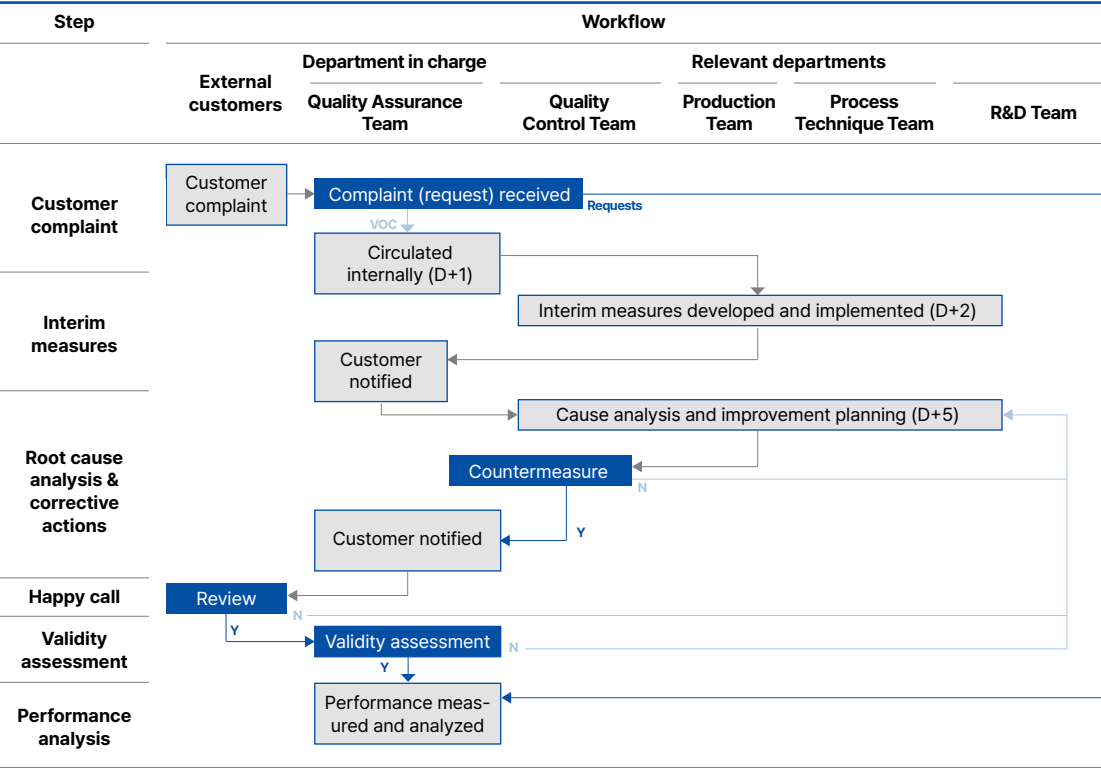 Step
Workflow
Department in charge
Relevant departments
External
customers
Quality Assurance
Team
Quality
Control Team
Production
Team
Process
Technique Team
R&D Team
Customer
complaint
Customer
complaint
Complaint (request) received
Requests
VOC
Circulated
internally (D+1)
Interim
measures
Interim measures developed and implemented (D+2)
Customer
notified
Root cause
analysis &
corrective
actions
Cause analysis and improvement planning (D+5)
Countermeasure
N
Y
Customer notified
Happy call
Review
N
Y
Validity
assessment
Validity assessment
N
Y
Performance
analysis
Performance meas-
ured and analyzed